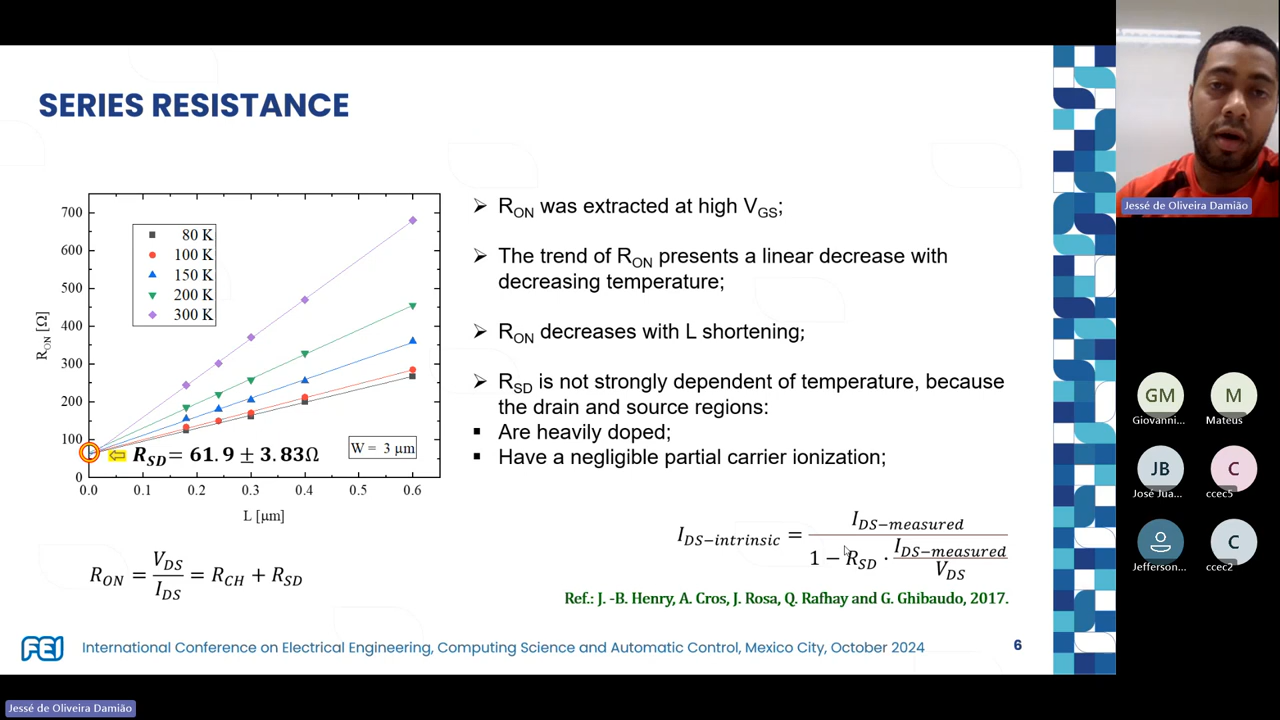 SERIES RESISTANCE
700
600
500
400
300
200
100
0
R_ON [Ω]
80 K
100 K
150 K
200 K
300 K
⇦ R_SD = 61.9 ± 3.83Ω
W = 3 μm
0.0 0.1 0.2 0.3 0.4 0.5 0.6
L [μm]
R_ON = V_DS / I_DS = R_CH + R_SD
➢ R_ON was extracted at high V_GS;
➢ The trend of R_ON presents a linear decrease with
decreasing temperature;
➢ R_ON decreases with L shortening;
➢ R_SD is not strongly dependent of temperature, because
the drain and source regions:
▪ Are heavily doped;
▪ Have a negligible partial carrier ionization;
I_DS−intrinsic = I_DS−measured / (1 − R_SD · I_DS−measured / V_DS)
Ref.: J. -B. Henry, A. Cros, J. Rosa, Q. Rafhay and G. Ghibaudo, 2017.
FEI
International Conference on Electrical Engineering, Computing Science and Automatic Control, Mexico City, October 2024
6
Jessé de Oliveira Damião
GM
Giovanni...
M
Mateus
JB
José Jua...
C
ccec5
Jefferson...
C
ccec2
Jessé de Oliveira Damião